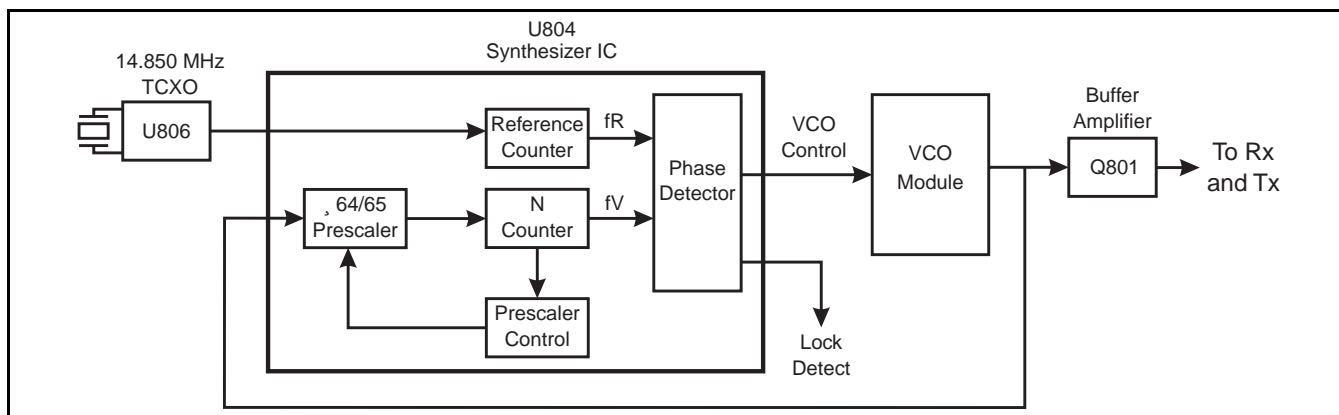 U804
Synthesizer IC
14.850 MHz
TCXO
U806
Reference
Counter
fR
Phase
Detector
VCO
Control
VCO
Module
Buffer
Amplifier
Q801
To Rx
and Tx
¸ 64/65
Prescaler
N
Counter
fV
Prescaler
Control
Lock
Detect